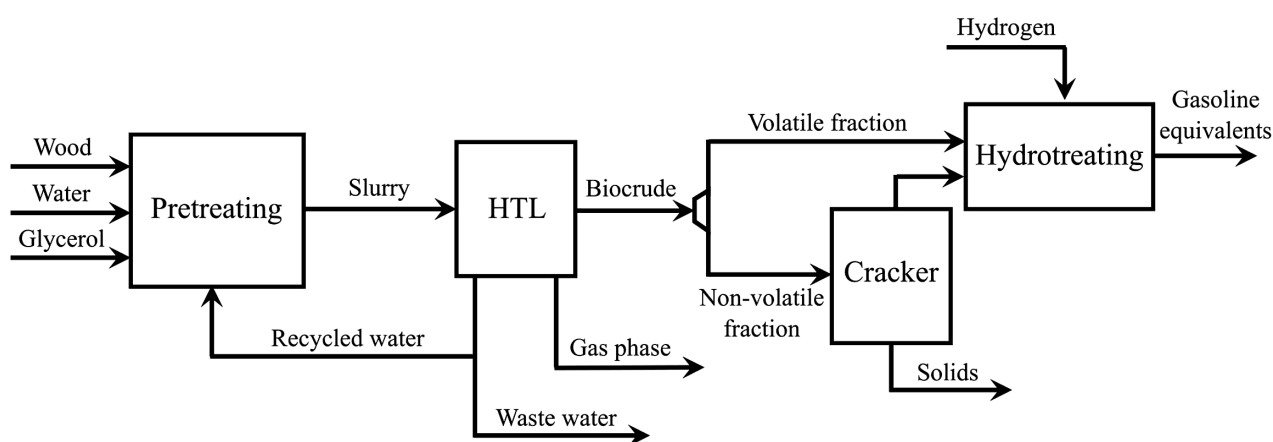 Hydrogen
Gasoline
equivalents
Volatile fraction
Hydrotreating
Wood
Slurry
Biocrude
Water
Pretreating
HTL
Glycerol
Cracker
Non-volatile
fraction
Recycled water
Gas phase
Solids
Waste water